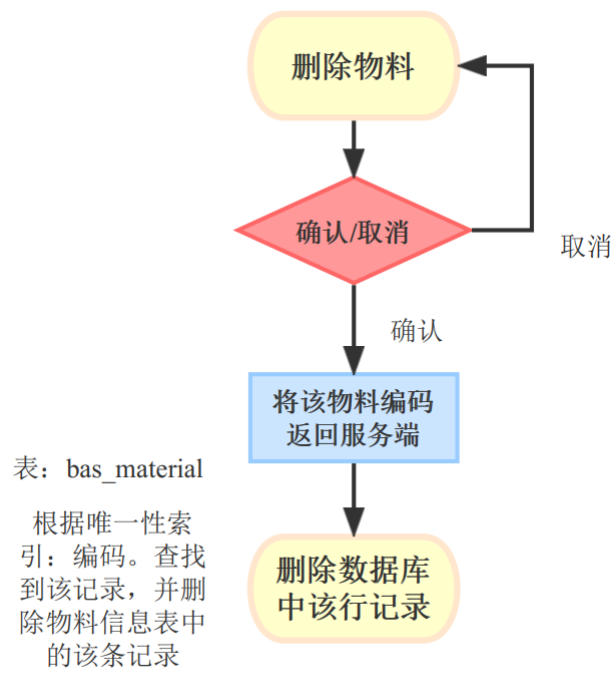 删除物料
确认/取消
取消
确认
将该物料编码
返回服务端
表：bas_material
根据唯一性索
引：编码。查找
到该记录，并删
除物料信息表中
的该条记录
删除数据库
中该行记录